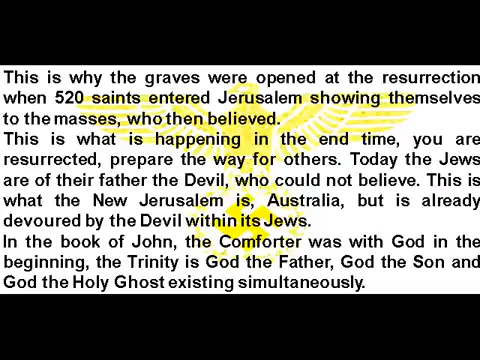 This is why the graves were opened at the resurrection
when 520 saints entered Jerusalem showing themselves
to the masses, who then believed.
This is what is happening in the end time, you are
resurrected, prepare the way for others. Today the Jews
are of their father the Devil, who could not believe. This is
what the New Jerusalem is, Australia, but is already
devoured by the Devil within its Jews.
In the book of John, the Comforter was with God in the
beginning, the Trinity is God the Father, God the Son and
God the Holy Ghost existing simultaneously.